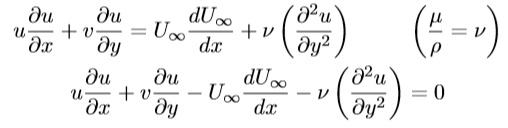 u ∂u/∂x + v ∂u/∂y = U∞ dU∞/dx + ν (∂²u/∂y²) (μ/ρ = ν)
u ∂u/∂x + v ∂u/∂y − U∞ dU∞/dx − ν (∂²u/∂y²) = 0